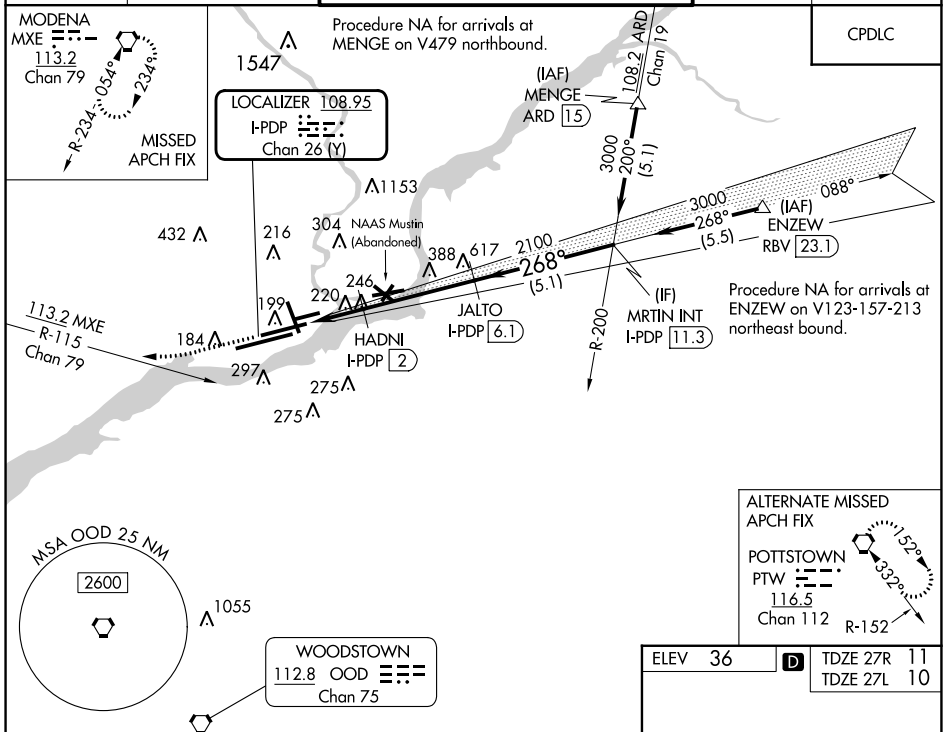 MODENA
MXE
113.2
Chan 79
R-234
054°
234°
MISSED
APCH FIX
1547
Procedure NA for arrivals at
MENGE on V479 northbound.
108.2 ARD
Chan 19
CPDLC
(IAF)
MENGE
ARD 15
LOCALIZER 108.95
I-PDP
Chan 26 (Y)
3000
200°
(5.1)
1153
3000
088°
268°
(5.5)
(IAF)
ENZEW
RBV 23.1
432
216
304
NAAS Mustin
(Abandoned)
388
617
2100
268°
(5.1)
246
220
199
184
HADNI
I-PDP 2
JALTO
I-PDP 6.1
(IF)
MRTIN INT
I-PDP 11.3
R-200
Procedure NA for arrivals at
ENZEW on V123-157-213
northeast bound.
113.2 MXE
R-115
Chan 79
297
275
275
MSA OOD 25 NM
2600
1055
WOODSTOWN
112.8 OOD
Chan 75
ALTERNATE MISSED
APCH FIX
POTTSTOWN
PTW
116.5
Chan 112
152°
332°
R-152
ELEV 36
D
TDZE 27R 11
TDZE 27L 10